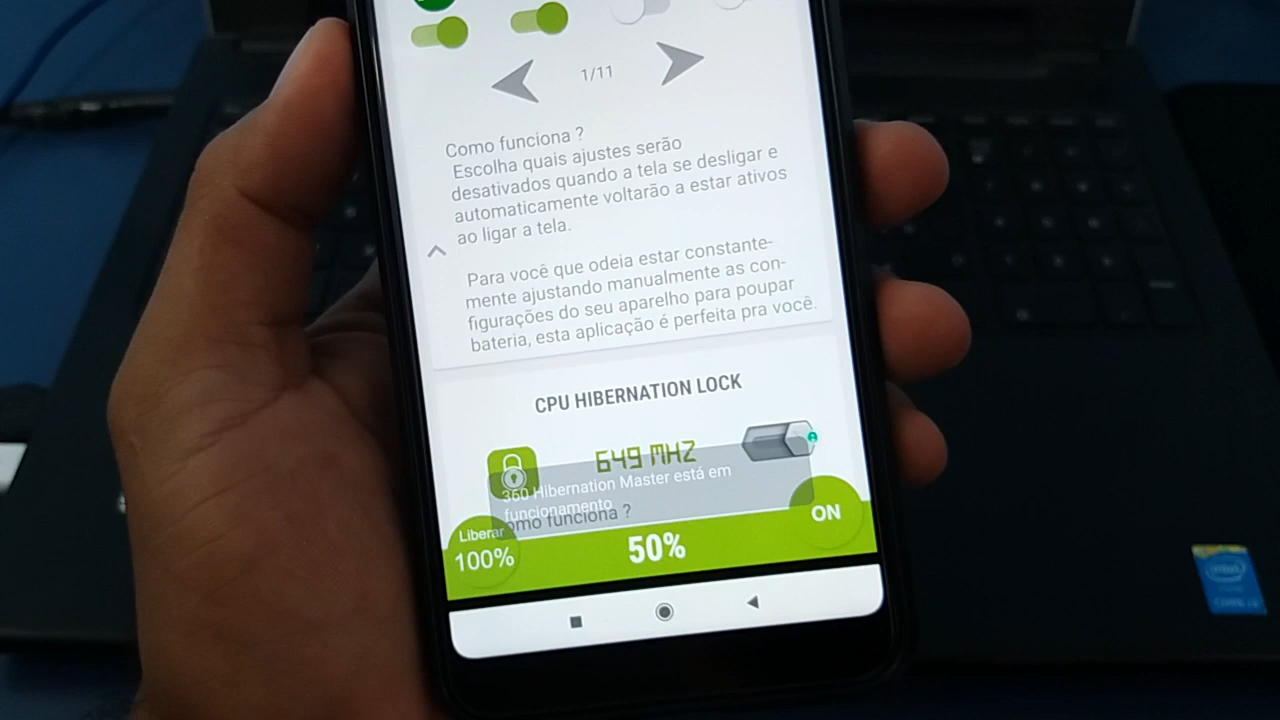 1/11
Como funciona ?
Escolha quais ajustes serão
desativados quando a tela se desligar e
automaticamente voltarão a estar ativos
ao ligar a tela.
Para você que odeia estar constante-
mente ajustando manualmente as con-
figurações do seu aparelho para poupar
bateria, esta aplicação é perfeita pra você.
CPU HIBERNATION LOCK
649 MHZ
360 Hibernation Master está em
funcionamento
omo funciona ?
Liberar
100%
50%
ON
intel